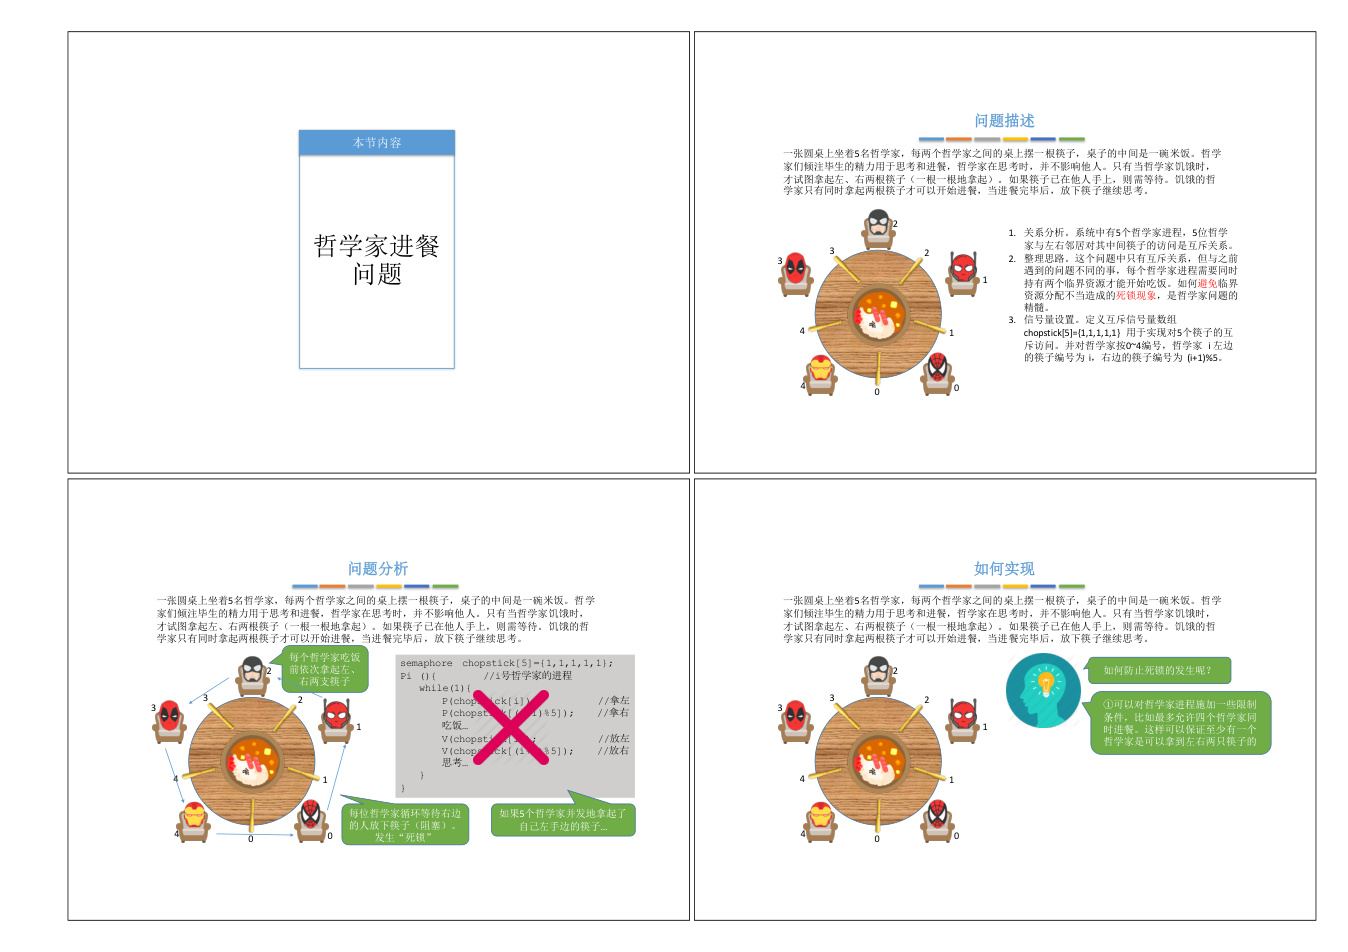 本节内容
哲学家进餐
问题
问题描述
一张圆桌上坐着5名哲学家，每两个哲学家之间的桌上摆一根筷子，桌子的中间是一碗米饭。哲学
家们倾注毕生的精力用于思考和进餐，哲学家在思考时，并不影响他人。只有当哲学家饥饿时，
才试图拿起左、右两根筷子（一根一根地拿起）。如果筷子已在他人手上，则需等待。饥饿的哲
学家只有同时拿起两根筷子才可以开始进餐，当进餐完毕后，放下筷子继续思考。
2
3
2
3
1
4
1
4
0
0
1. 关系分析。系统中有5个哲学家进程，5位哲学
家与左右邻居对其中间筷子的访问是互斥关系。
2. 整理思路。这个问题中只有互斥关系，但与之前
遇到的问题不同的事，每个哲学家进程需要同时
持有两个临界资源才能开始吃饭。如何避免临界
资源分配不当造成的死锁现象，是哲学家问题的
精髓。
3. 信号量设置。定义互斥信号量数组
chopstick[5]={1,1,1,1,1} 用于实现对5个筷子的互
斥访问。并对哲学家按0~4编号，哲学家 i 左边
的筷子编号为 i，右边的筷子编号为 (i+1)%5。
问题分析
一张圆桌上坐着5名哲学家，每两个哲学家之间的桌上摆一根筷子，桌子的中间是一碗米饭。哲学
家们倾注毕生的精力用于思考和进餐，哲学家在思考时，并不影响他人。只有当哲学家饥饿时，
才试图拿起左、右两根筷子（一根一根地拿起）。如果筷子已在他人手上，则需等待。饥饿的哲
学家只有同时拿起两根筷子才可以开始进餐，当进餐完毕后，放下筷子继续思考。
每个哲学家吃饭
前依次拿起左、
右两支筷子
2
3
2
3
1
4
1
4
0
0
semaphore chopstick[5]={1,1,1,1,1};
Pi (){ //i号哲学家的进程
while(1){
P(chopstick[i]) //拿左
P(chopst )%5]); //拿右
吃饭…
V(chopst //放左
V(chopstick[(i %5]); //放右
思考…
}
}
每位哲学家循环等待右边
的人放下筷子（阻塞）。
发生“死锁”
如果5个哲学家并发地拿起了
自己左手边的筷子…
如何实现
一张圆桌上坐着5名哲学家，每两个哲学家之间的桌上摆一根筷子，桌子的中间是一碗米饭。哲学
家们倾注毕生的精力用于思考和进餐，哲学家在思考时，并不影响他人。只有当哲学家饥饿时，
才试图拿起左、右两根筷子（一根一根地拿起）。如果筷子已在他人手上，则需等待。饥饿的哲
学家只有同时拿起两根筷子才可以开始进餐，当进餐完毕后，放下筷子继续思考。
2
3
2
3
1
4
1
4
0
0
如何防止死锁的发生呢？
①可以对哲学家进程施加一些限制
条件，比如最多允许四个哲学家同
时进餐。这样可以保证至少有一个
哲学家是可以拿到左右两只筷子的